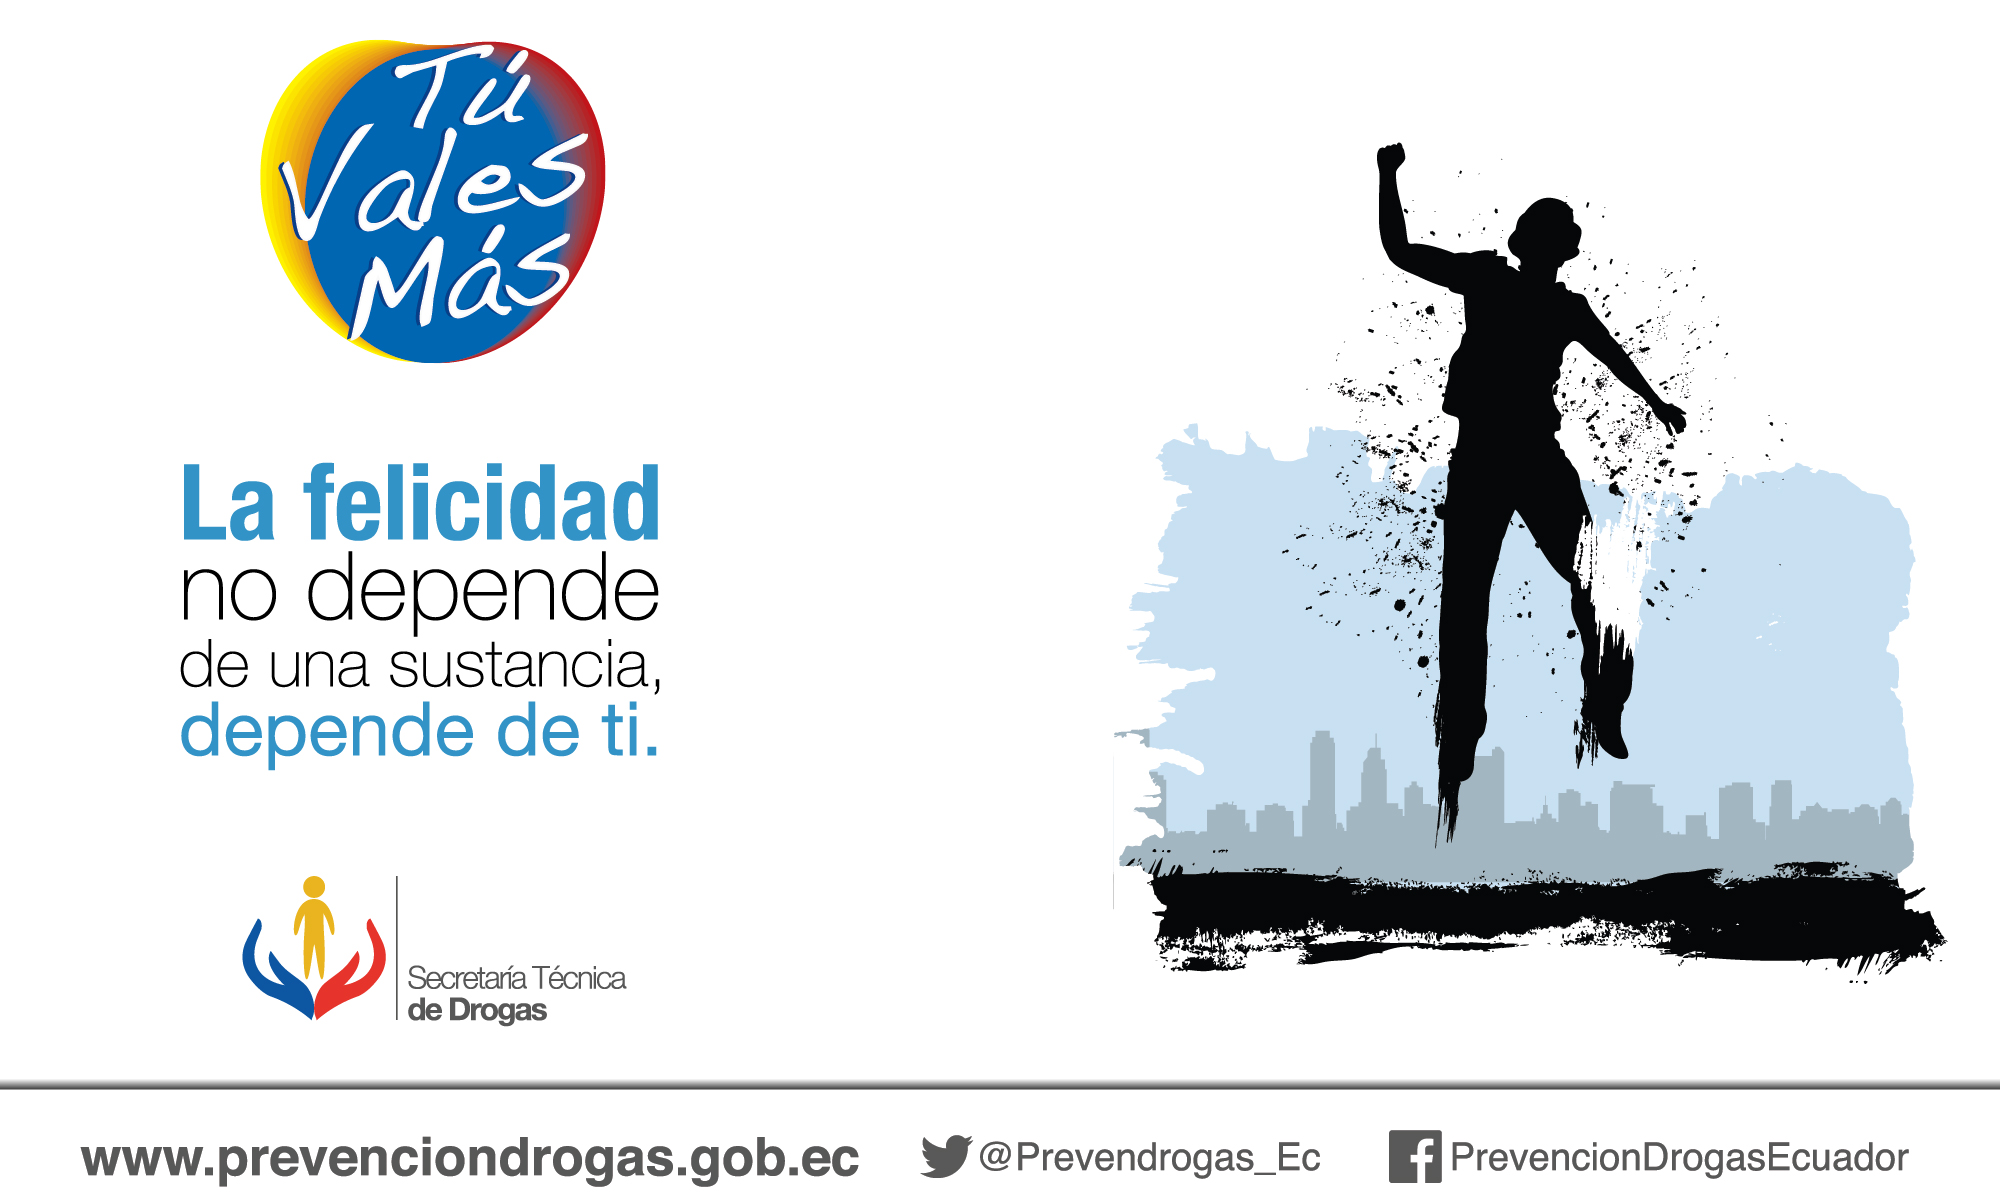 Tú
Vales
Más
La felicidad
no depende
de una sustancia,
depende de ti.
Secretaría Técnica
de Drogas
www.prevenciondrogas.gob.ec
@Prevendrogas_Ec
PrevencionDrogasEcuador